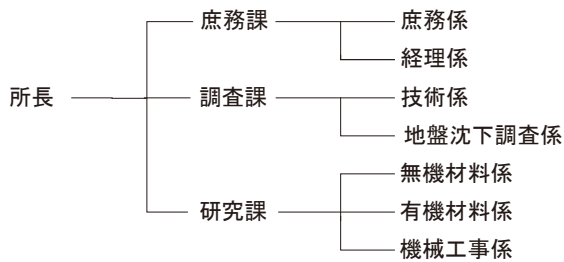 庶務課 庶務係
経理係
所長 調査課 技術係
地盤沈下調査係
無機材料係
研究課 有機材料係
機械工事係